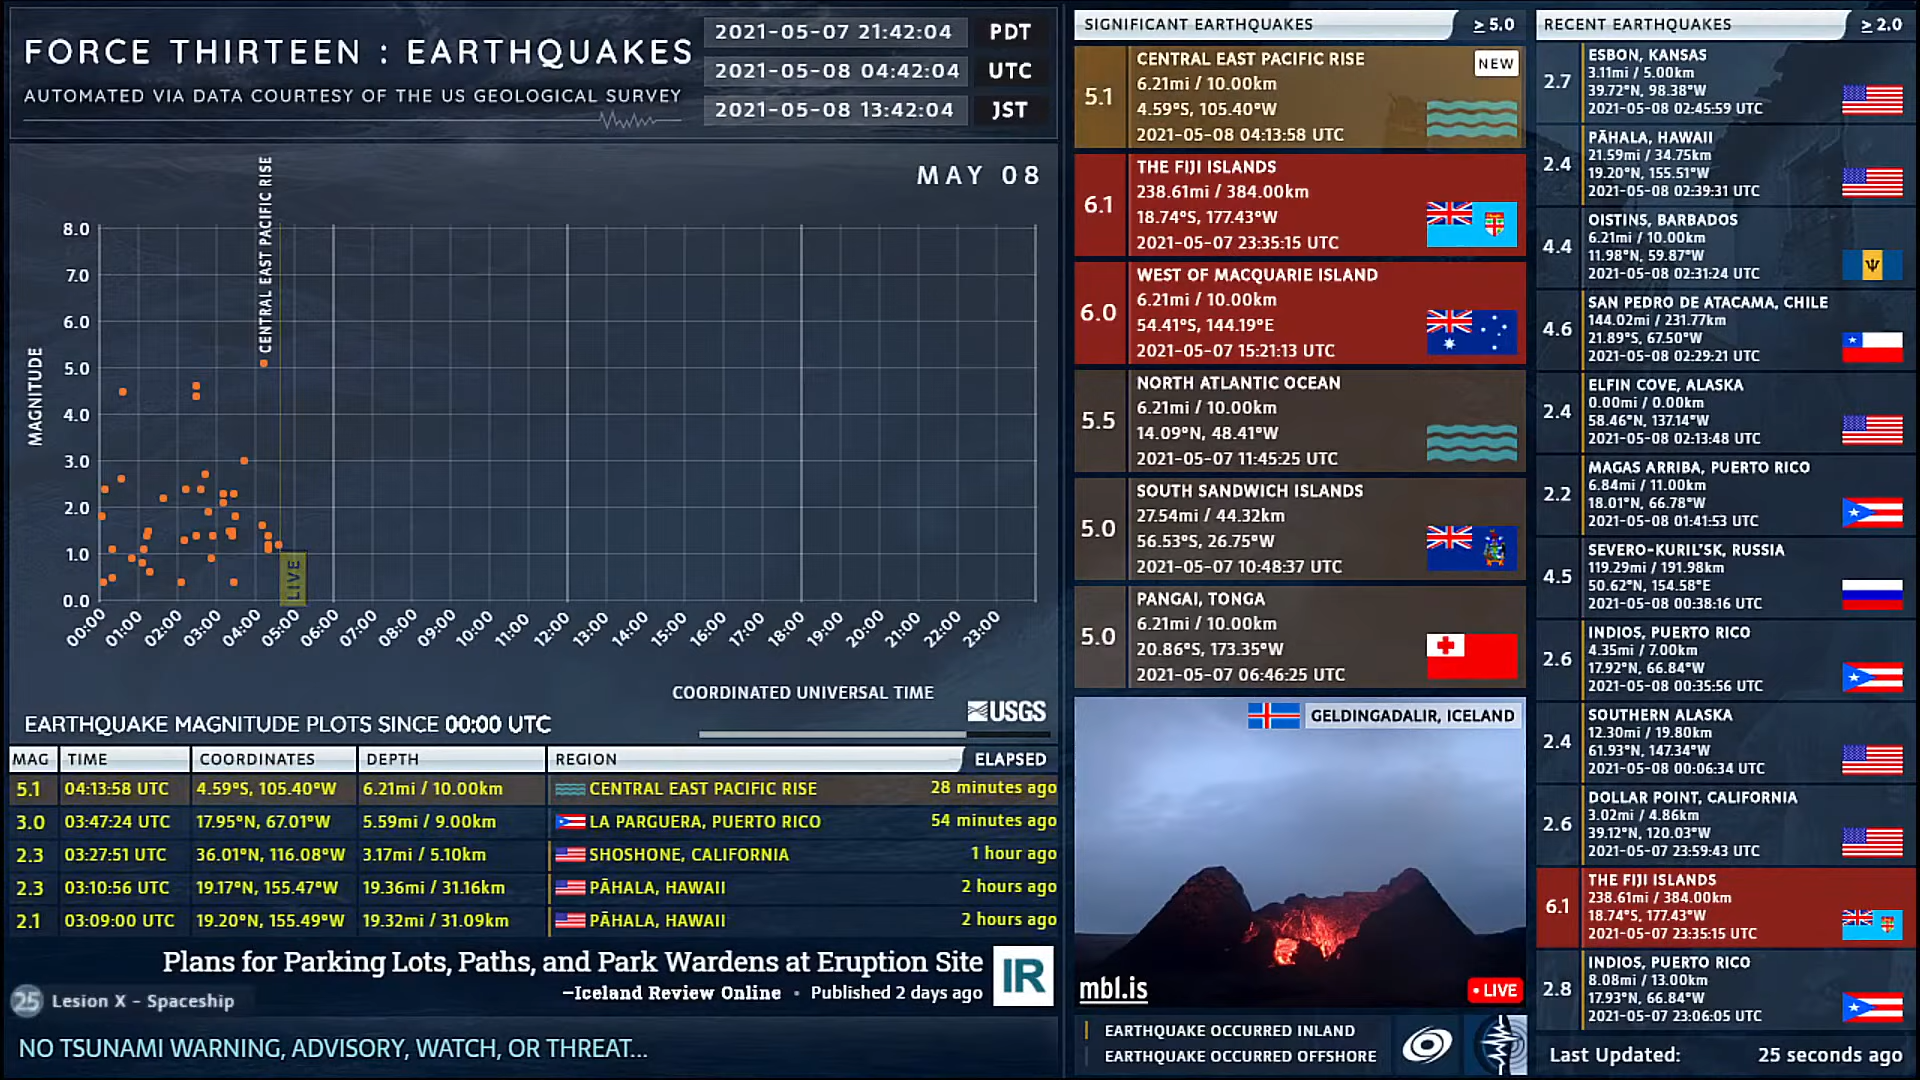 FORCE THIRTEEN : EARTHQUAKES
AUTOMATED VIA DATA COURTESY OF THE US GEOLOGICAL SURVEY
2021-05-07 21:42:04 PDT
2021-05-08 04:42:04 UTC
2021-05-08 13:42:04 JST
MAY 08
CENTRAL EAST PACIFIC RISE
MAGNITUDE
8.0
7.0
6.0
5.0
4.0
3.0
2.0
1.0
0.0
LIVE
00:00 01:00 02:00 03:00 04:00 05:00 06:00 07:00 08:00 09:00 10:00 11:00 12:00 13:00 14:00 15:00 16:00 17:00 18:00 19:00 20:00 21:00 22:00 23:00
COORDINATED UNIVERSAL TIME
EARTHQUAKE MAGNITUDE PLOTS SINCE 00:00 UTC
USGS
MAG TIME COORDINATES DEPTH REGION ELAPSED
5.1 04:13:58 UTC 4.59°S, 105.40°W 6.21mi / 10.00km CENTRAL EAST PACIFIC RISE 28 minutes ago
3.0 03:47:24 UTC 17.95°N, 67.01°W 5.59mi / 9.00km LA PARGUERA, PUERTO RICO 54 minutes ago
2.3 03:27:51 UTC 36.01°N, 116.08°W 3.17mi / 5.10km SHOSHONE, CALIFORNIA 1 hour ago
2.3 03:10:56 UTC 19.17°N, 155.47°W 19.36mi / 31.16km PĀHALA, HAWAII 2 hours ago
2.1 03:09:00 UTC 19.20°N, 155.49°W 19.32mi / 31.09km PĀHALA, HAWAII 2 hours ago
Plans for Parking Lots, Paths, and Park Wardens at Eruption Site
–Iceland Review Online • Published 2 days ago
IR
25 Lesion X – Spaceship
NO TSUNAMI WARNING, ADVISORY, WATCH, OR THREAT...
SIGNIFICANT EARTHQUAKES ≥ 5.0
5.1
CENTRAL EAST PACIFIC RISE
NEW
6.21mi / 10.00km
4.59°S, 105.40°W
2021-05-08 04:13:58 UTC
6.1
THE FIJI ISLANDS
238.61mi / 384.00km
18.74°S, 177.43°W
2021-05-07 23:35:15 UTC
6.0
WEST OF MACQUARIE ISLAND
6.21mi / 10.00km
54.41°S, 144.19°E
2021-05-07 15:21:13 UTC
5.5
NORTH ATLANTIC OCEAN
6.21mi / 10.00km
14.09°N, 48.41°W
2021-05-07 11:45:25 UTC
5.0
SOUTH SANDWICH ISLANDS
27.54mi / 44.32km
56.53°S, 26.75°W
2021-05-07 10:48:37 UTC
5.0
PANGAI, TONGA
6.21mi / 10.00km
20.86°S, 173.35°W
2021-05-07 06:46:25 UTC
GELDINGADALIR, ICELAND
mbl.is
• LIVE
EARTHQUAKE OCCURRED INLAND
EARTHQUAKE OCCURRED OFFSHORE
RECENT EARTHQUAKES ≥ 2.0
2.7
ESBON, KANSAS
3.11mi / 5.00km
39.72°N, 98.38°W
2021-05-08 02:45:59 UTC
2.4
PĀHALA, HAWAII
21.59mi / 34.75km
19.20°N, 155.51°W
2021-05-08 02:39:31 UTC
4.4
OISTINS, BARBADOS
6.21mi / 10.00km
11.98°N, 59.87°W
2021-05-08 02:31:24 UTC
4.6
SAN PEDRO DE ATACAMA, CHILE
144.02mi / 231.77km
21.89°S, 67.50°W
2021-05-08 02:29:21 UTC
2.4
ELFIN COVE, ALASKA
0.00mi / 0.00km
58.46°N, 137.14°W
2021-05-08 02:13:48 UTC
2.2
MAGAS ARRIBA, PUERTO RICO
6.84mi / 11.00km
18.01°N, 66.78°W
2021-05-08 01:41:53 UTC
4.5
SEVERO-KURIL'SK, RUSSIA
119.29mi / 191.98km
50.62°N, 154.58°E
2021-05-08 00:38:16 UTC
2.6
INDIOS, PUERTO RICO
4.35mi / 7.00km
17.92°N, 66.84°W
2021-05-08 00:35:56 UTC
2.4
SOUTHERN ALASKA
12.30mi / 19.80km
61.93°N, 147.34°W
2021-05-08 00:06:34 UTC
2.6
DOLLAR POINT, CALIFORNIA
3.02mi / 4.86km
39.12°N, 120.03°W
2021-05-07 23:59:43 UTC
6.1
THE FIJI ISLANDS
238.61mi / 384.00km
18.74°S, 177.43°W
2021-05-07 23:35:15 UTC
2.8
INDIOS, PUERTO RICO
8.08mi / 13.00km
17.93°N, 66.84°W
2021-05-07 23:06:05 UTC
Last Updated: 25 seconds ago